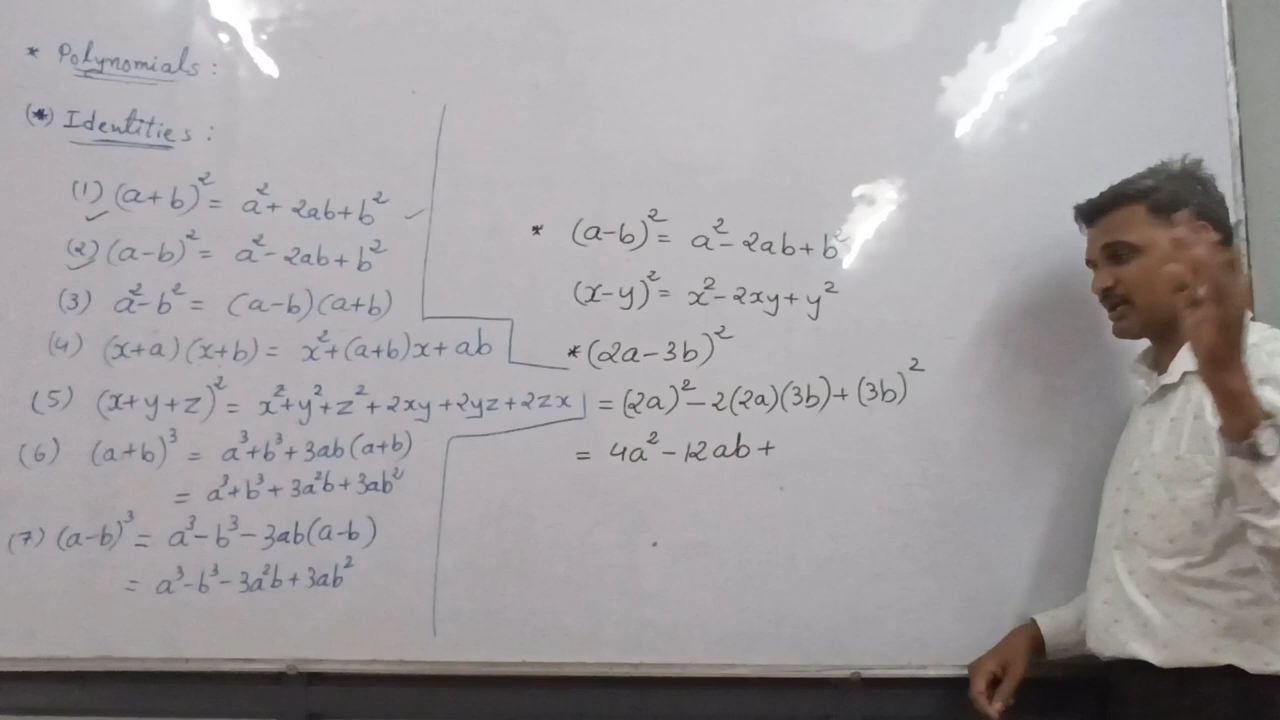 * Polynomials :
(*) Identities :
(1) (a+b)² = a² + 2ab + b² ✓
(2) (a-b)² = a² - 2ab + b²
(3) a² - b² = (a-b)(a+b)
(4) (x+a)(x+b) = x² + (a+b)x + ab
(5) (x+y+z)² = x² + y² + z² + 2xy + 2yz + 2zx
(6) (a+b)³ = a³ + b³ + 3ab(a+b)
= a³ + b³ + 3a²b + 3ab²
(7) (a-b)³ = a³ - b³ - 3ab(a-b)
= a³ - b³ - 3a²b + 3ab²
* (a-b)² = a² - 2ab + b²
(x-y)² = x² - 2xy + y²
* (2a - 3b)²
= (2a)² - 2(2a)(3b) + (3b)²
= 4a² - 12ab +